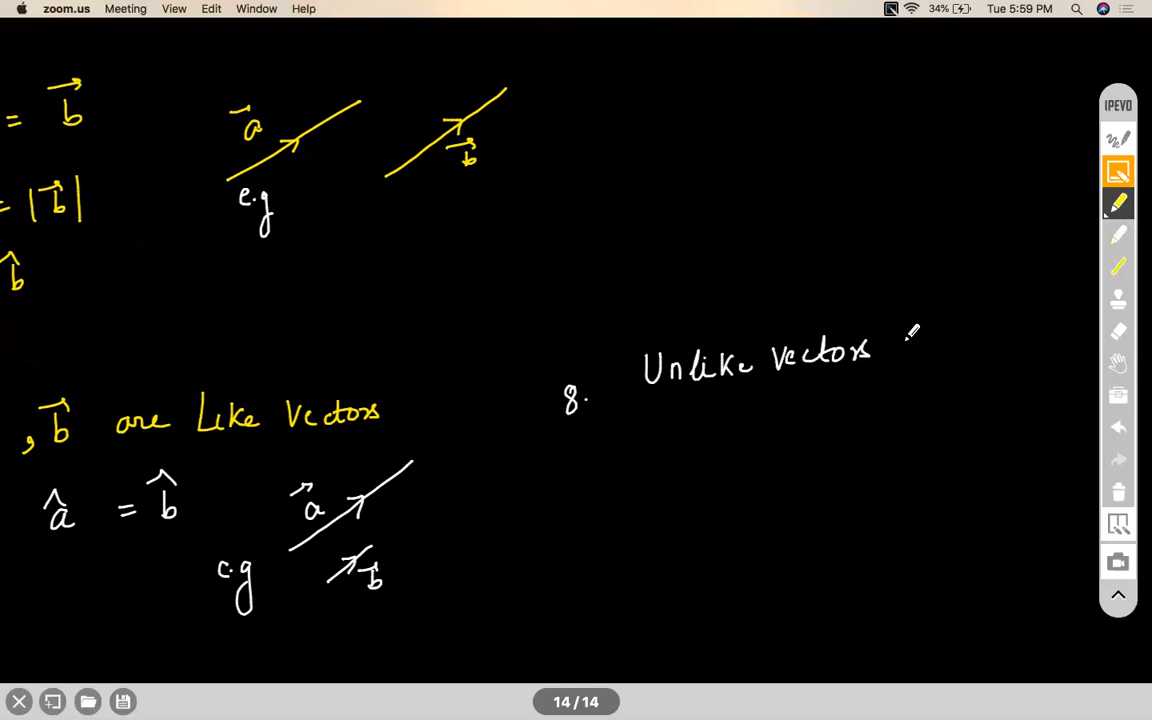 zoom.us Meeting View Edit Window Help 34% Tue 5:59 PM
= b⃗
a⃗
b⃗
IPEVO
= |b⃗|
e.g
b̂
8. Unlike vectors
, b⃗ are Like Vectors
â = b̂
a⃗
e.g
b⃗
14 / 14